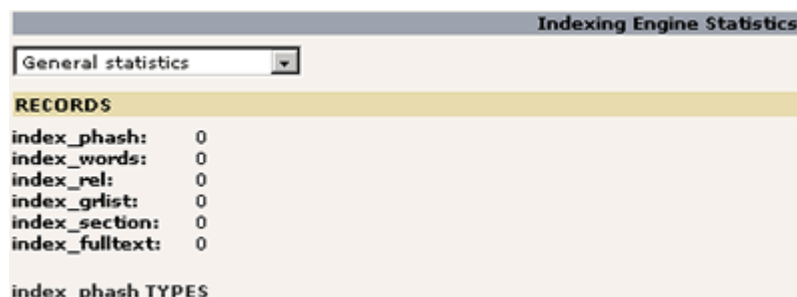 Indexing Engine Statistics
General statistics
RECORDS
index_phash: 0
index_words: 0
index_rel: 0
index_grlist: 0
index_section: 0
index_fulltext: 0
index_phash TYPES